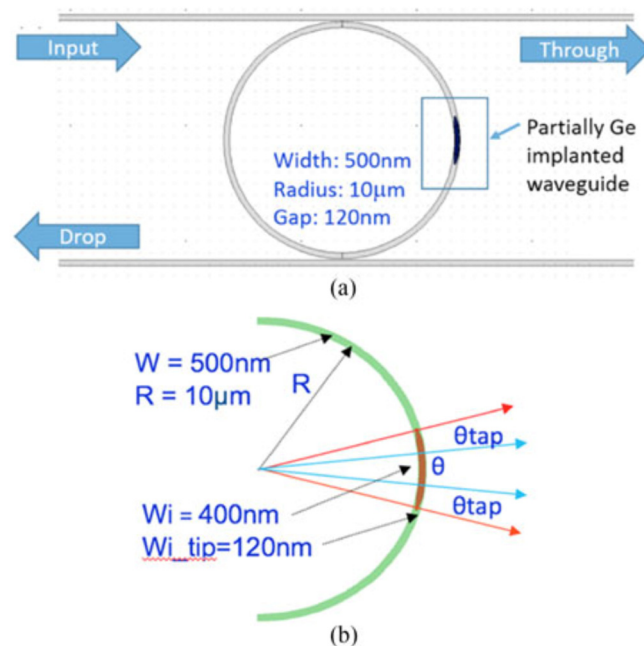 Input
Through
Width: 500nm
Radius: 10μm
Gap: 120nm
Partially Ge
implanted
waveguide
Drop
(a)
W = 500nm
R = 10μm
R
θtap
θ
Wi = 400nm
Wi_tip=120nm
θtap
(b)